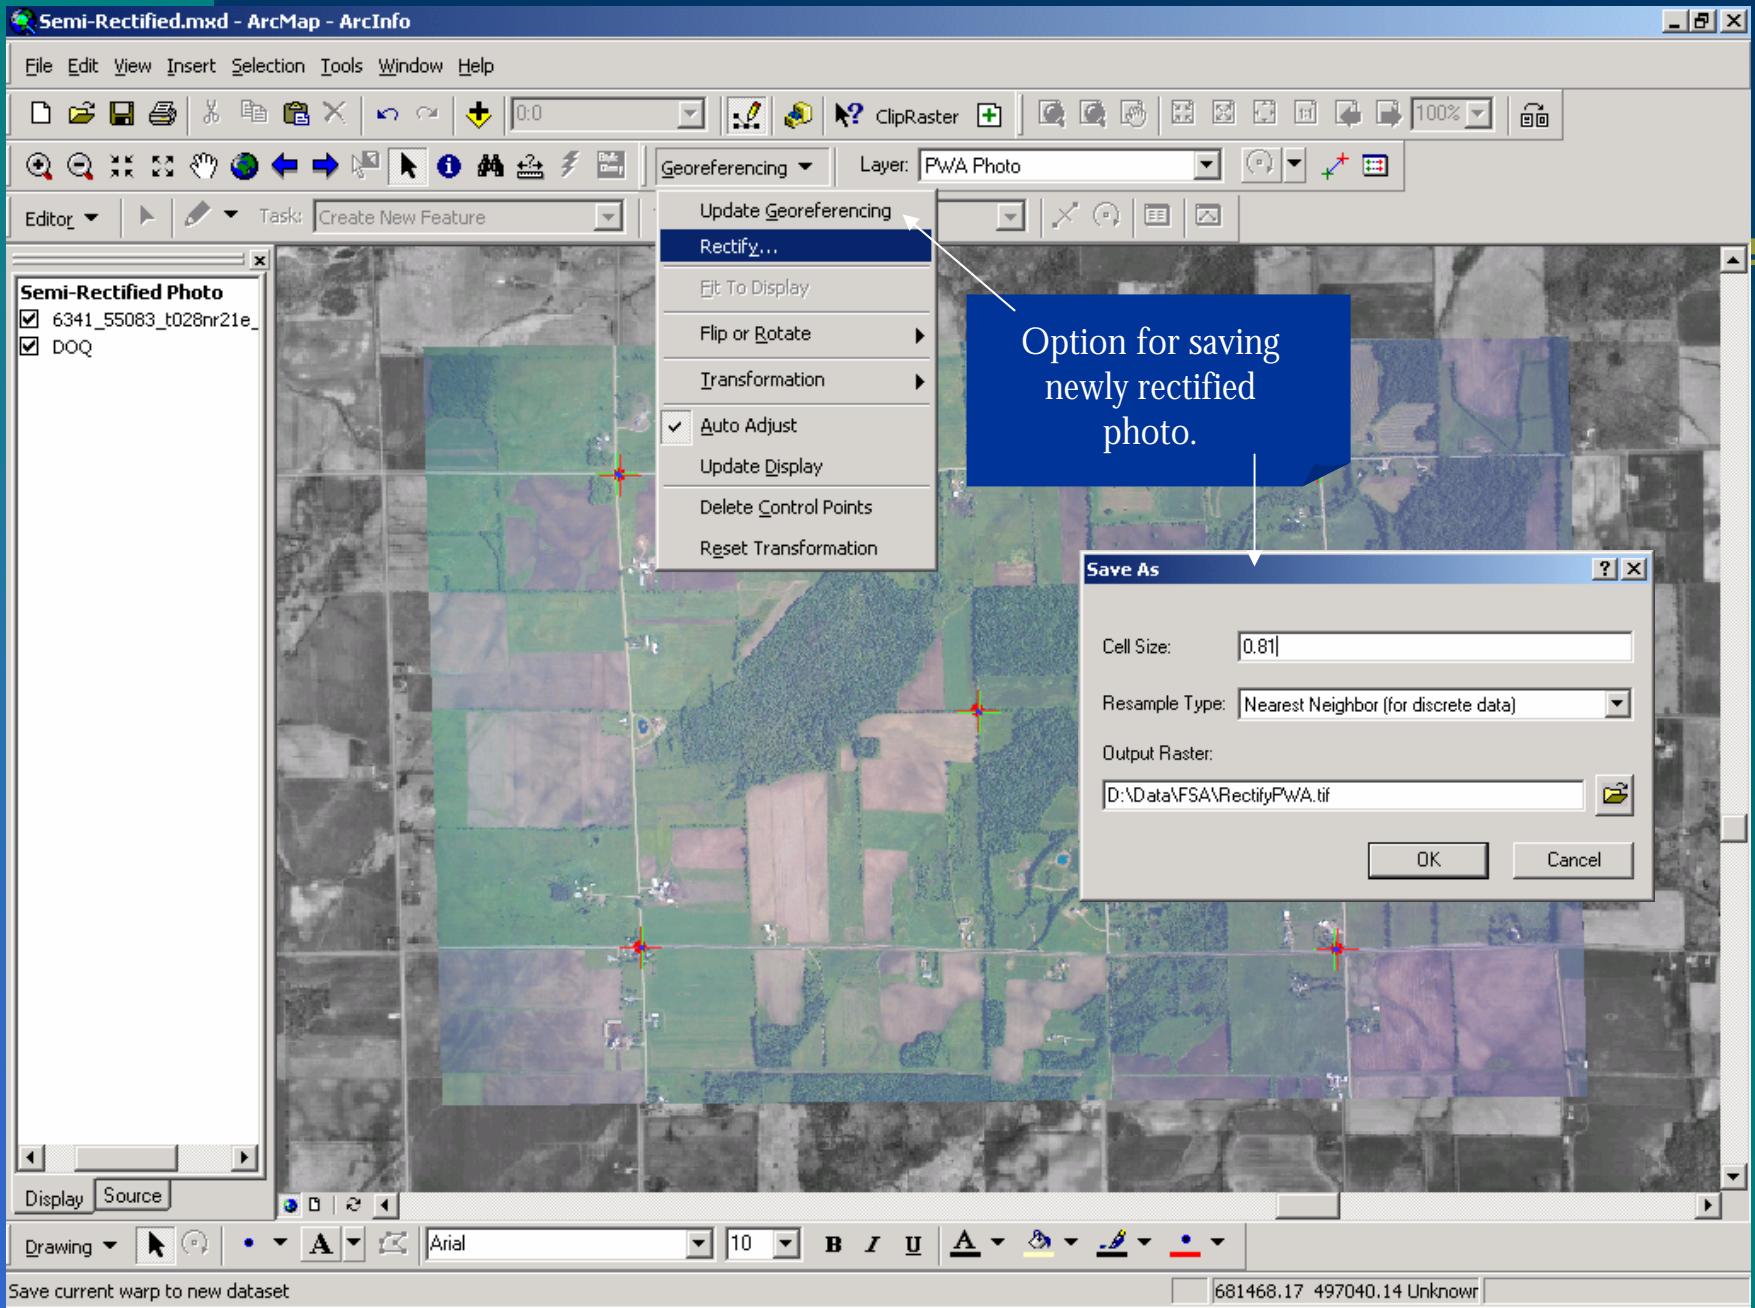 Semi-Rectified.mxd - ArcMap - ArcInfo
File Edit View Insert Selection Tools Window Help
0:0
ClipRaster
100%
Georeferencing
Layer: PWA Photo
Editor
Task: Create New Feature
Update Georeferencing
Rectify...
Fit To Display
Flip or Rotate
Transformation
Auto Adjust
Update Display
Delete Control Points
Reset Transformation
Semi-Rectified Photo
6341_55083_t028nr21e_
DOQ
Option for saving
newly rectified
photo.
Save As
Cell Size: 0.81
Resample Type: Nearest Neighbor (for discrete data)
Output Raster:
D:\Data\FSA\RectifyPWA.tif
OK Cancel
Display Source
Drawing A Arial 10 B I U A
Save current warp to new dataset
681468.17 497040.14 Unknowr